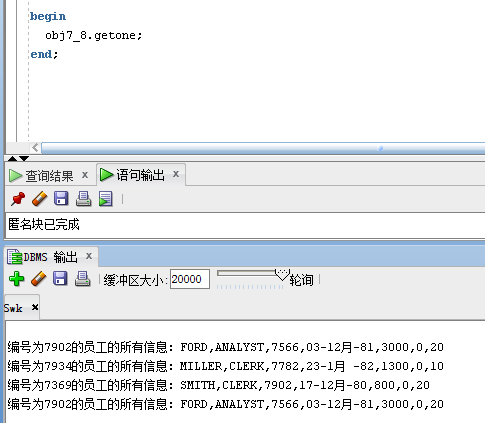 begin
obj7_8.getone;
end;
查询结果 x 语句输出 x
匿名块已完成
DBMS 输出 x
缓冲区大小:20000 轮询
Swk x
编号为7902的员工的所有信息: FORD,ANALYST,7566,03-12月-81,3000,0,20
编号为7934的员工的所有信息: MILLER,CLERK,7782,23-1月 -82,1300,0,10
编号为7369的员工的所有信息: SMITH,CLERK,7902,17-12月-80,800,0,20
编号为7902的员工的所有信息: FORD,ANALYST,7566,03-12月-81,3000,0,20